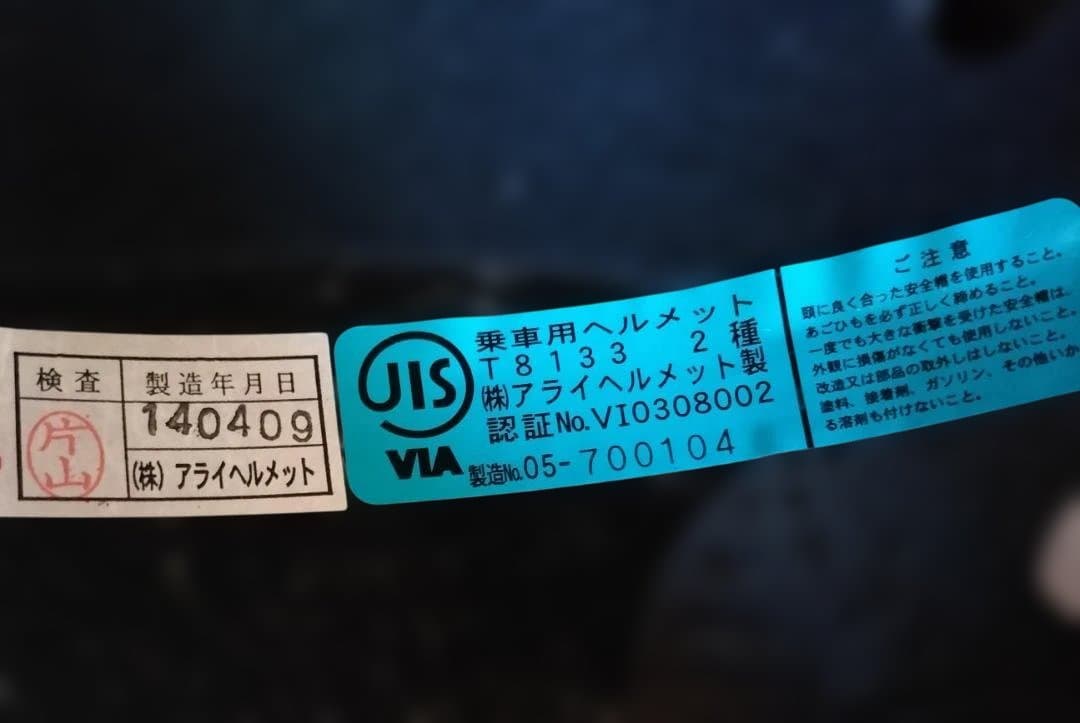 検査
片山
製造年月日
140409
(株) アライヘルメット
JIS
VIA
乗車用ヘルメット
T8133 2種
㈱アライヘルメット製
認証No.VI0308002
製造No.05-700104
ご注意
頭に良く合った安全帽を使用すること。
あごひもを必ず正しく締めること。
一度でも大きな衝撃を受けた安全帽は、
外観に損傷がなくても使用しないこと。
改造又は部品の取外しはしないこと。
塗料、接着剤、ガソリン、その他いか
る溶剤も付けないこと。